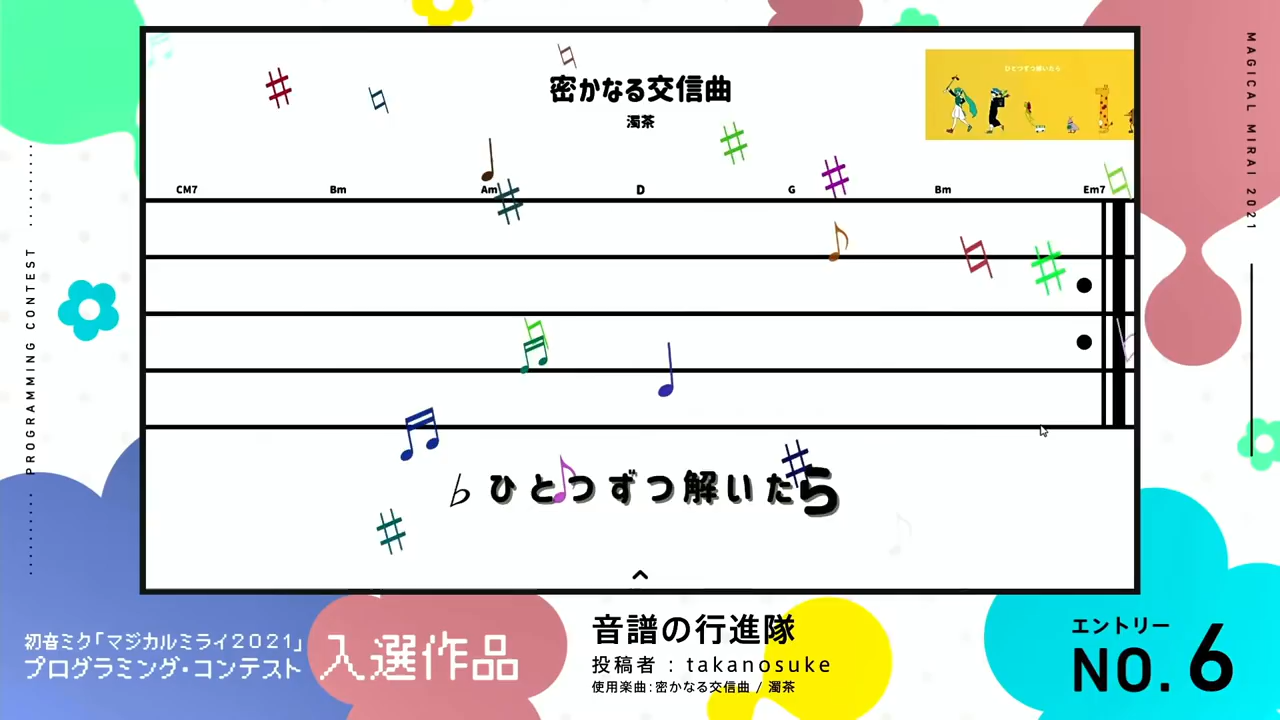 密かなる交信曲
濁茶
ひとつずつ解いたら
CM7 Bm Am D G Bm Em7
♭ ひとつずつ解いたら
PROGRAMMING CONTEST
MAGICAL MIRAI 2021
初音ミク「マジカルミライ2021」
プログラミング・コンテスト
入選作品
音譜の行進隊
投稿者 : takanosuke
使用楽曲:密かなる交信曲 / 濁茶
エントリー
NO. 6